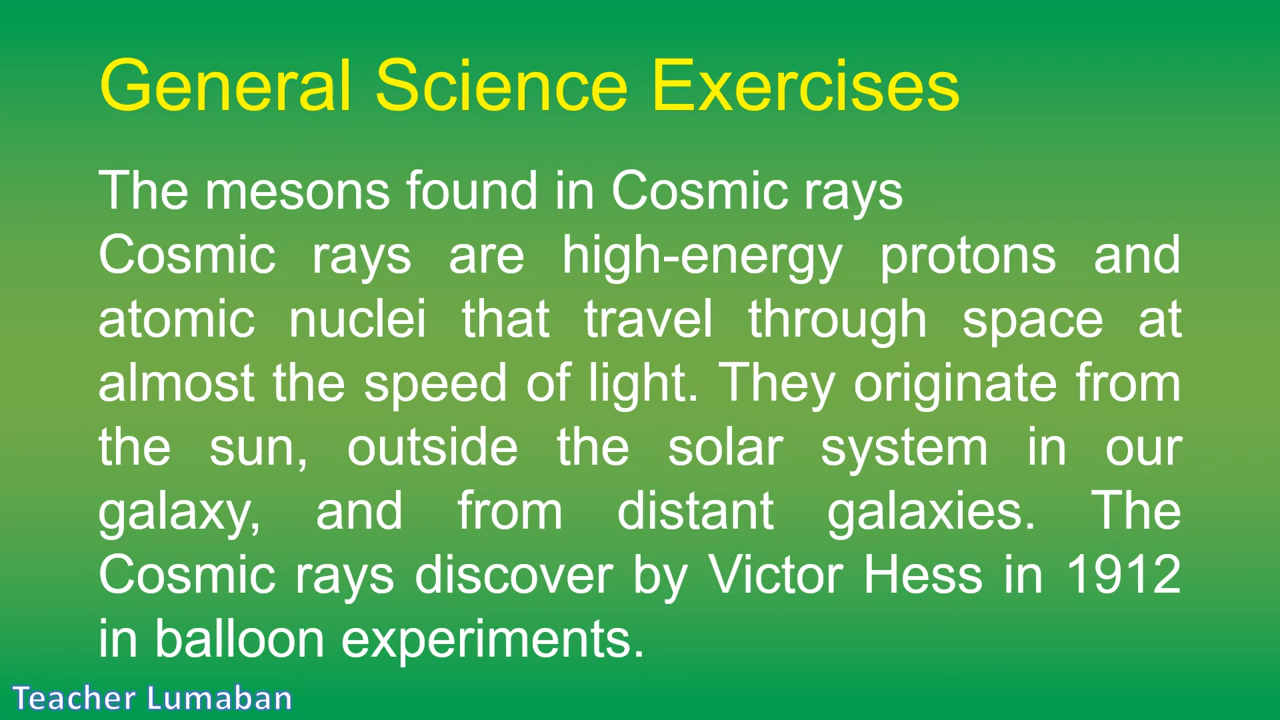 General Science Exercises
The mesons found in Cosmic rays
Cosmic rays are high-energy protons and
atomic nuclei that travel through space at
almost the speed of light. They originate from
the sun, outside the solar system in our
galaxy, and from distant galaxies. The
Cosmic rays discover by Victor Hess in 1912
in balloon experiments.
Teacher Lumaban